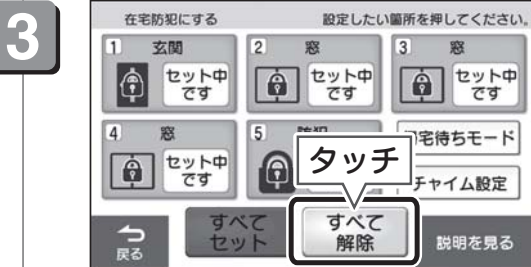 3
在宅防犯にする 設定したい箇所を押してください。
1 玄関
セット中
です
2 窓
セット中
です
3 窓
セット中
です
4 窓
セット中
です
5
タッチ
宅待ちモード
チャイム設定
戻る
すべて
セット
すべて
解除
説明を見る